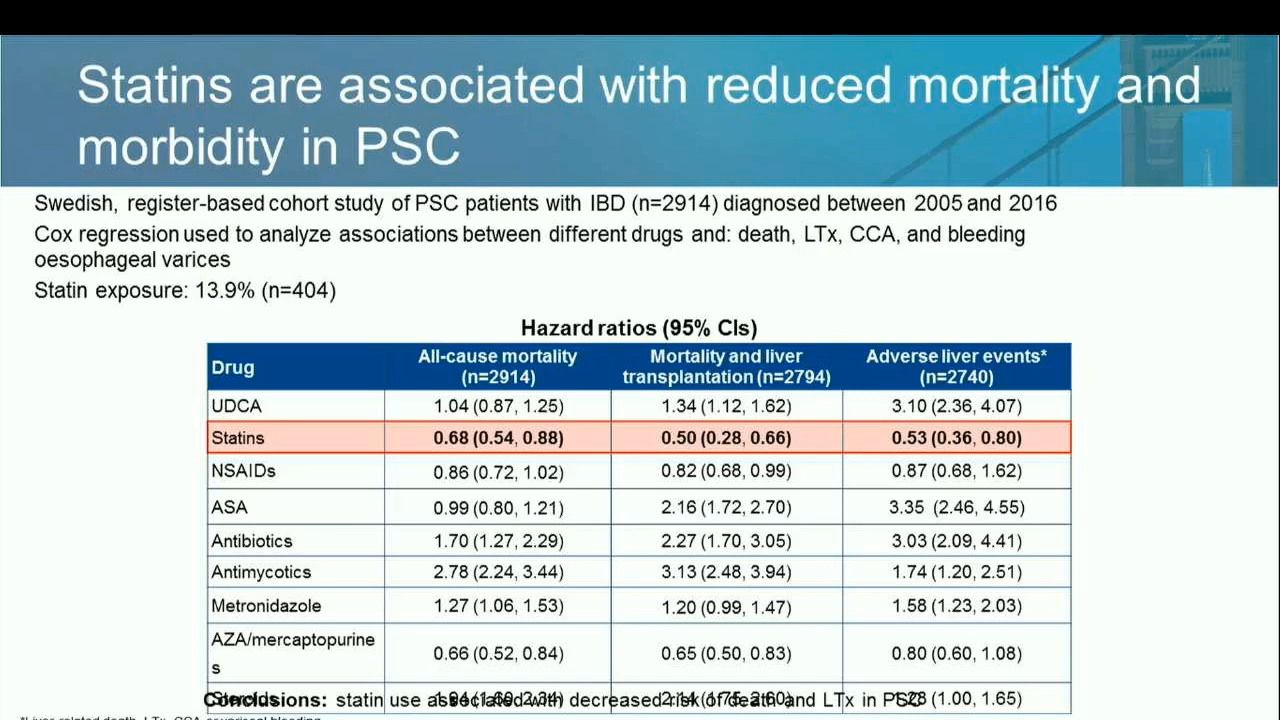 Statins are associated with reduced mortality and
morbidity in PSC
Swedish, register-based cohort study of PSC patients with IBD (n=2914) diagnosed between 2005 and 2016
Cox regression used to analyze associations between different drugs and: death, LTx, CCA, and bleeding
oesophageal varices
Statin exposure: 13.9% (n=404)
Hazard ratios (95% CIs)
Drug All-cause mortality (n=2914) Mortality and liver transplantation (n=2794) Adverse liver events* (n=2740)
UDCA 1.04 (0.87, 1.25) 1.34 (1.12, 1.62) 3.10 (2.36, 4.07)
Statins 0.68 (0.54, 0.88) 0.50 (0.28, 0.66) 0.53 (0.36, 0.80)
NSAIDs 0.86 (0.72, 1.02) 0.82 (0.68, 0.99) 0.87 (0.68, 1.62)
ASA 0.99 (0.80, 1.21) 2.16 (1.72, 2.70) 3.35 (2.46, 4.55)
Antibiotics 1.70 (1.27, 2.29) 2.27 (1.70, 3.05) 3.03 (2.09, 4.41)
Antimycotics 2.78 (2.24, 3.44) 3.13 (2.48, 3.94) 1.74 (1.20, 2.51)
Metronidazole 1.27 (1.06, 1.53) 1.20 (0.99, 1.47) 1.58 (1.23, 2.03)
AZA/mercaptopurine
s 0.66 (0.52, 0.84) 0.65 (0.50, 0.83) 0.80 (0.60, 1.08)
Steroids (1.00, 1.65)
Conclusions: statin use associated with decreased risk of death and LTx in PSC